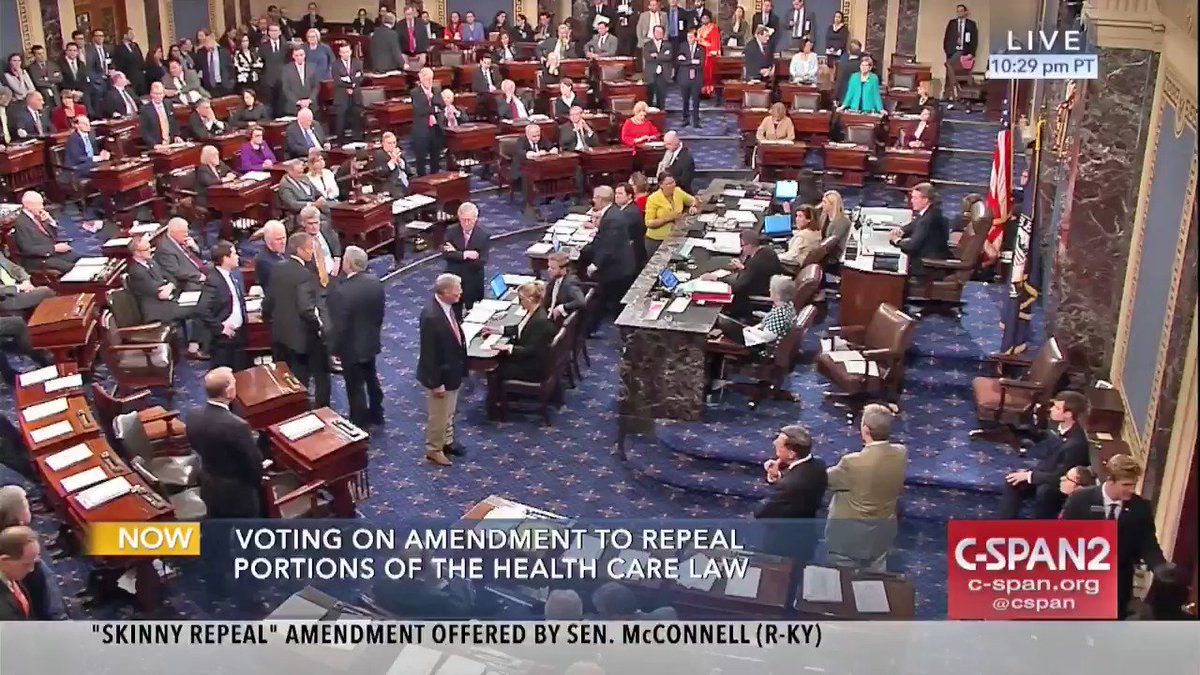 LIVE
10:29 pm PT
NOW
VOTING ON AMENDMENT TO REPEAL
PORTIONS OF THE HEALTH CARE LAW
C-SPAN2
c-span.org
@cspan
"SKINNY REPEAL" AMENDMENT OFFERED BY SEN. McCONNELL (R-KY)